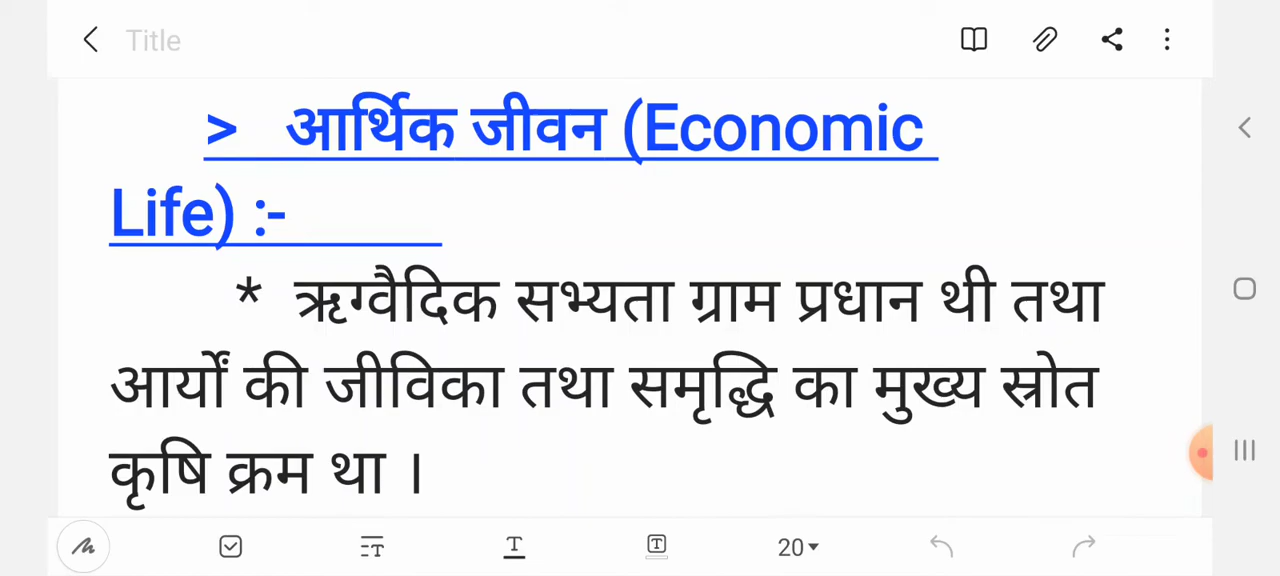 Title
> आर्थिक जीवन (Economic
Life) :-
* ऋग्वैदिक सभ्यता ग्राम प्रधान थी तथा
आर्यों की जीविका तथा समृद्धि का मुख्य स्रोत
कृषि क्रम था ।
20